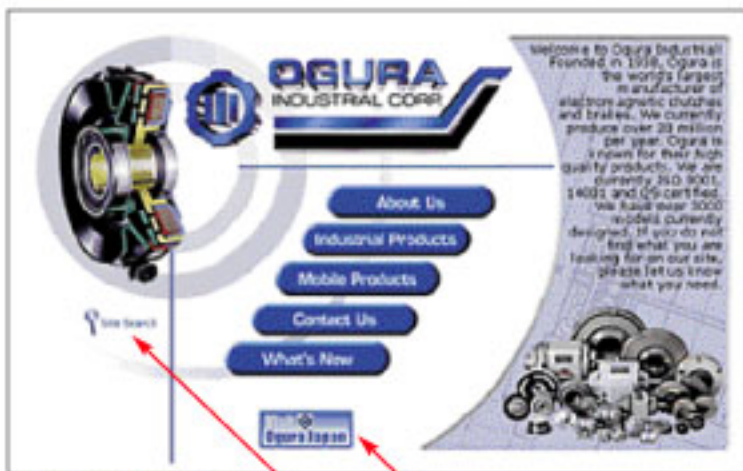 OGURA
INDUSTRIAL CORP.
Welcome to Ogura Industrial!
Founded in 1938, Ogura is
the world's largest
manufacturer of
electromagnetic clutches
and brakes. We currently
produce over 20 million
per year. Ogura is
known for their high
quality products. We are
currently ISO 9001,
14001 and QS certified.
We have over 3000
models currently
designed. If you do not
find what you are
looking for on our site,
please let us know
what you need.
About Us
Industrial Products
Mobile Products
Contact Us
What's New
Site Search
Ogura Japan